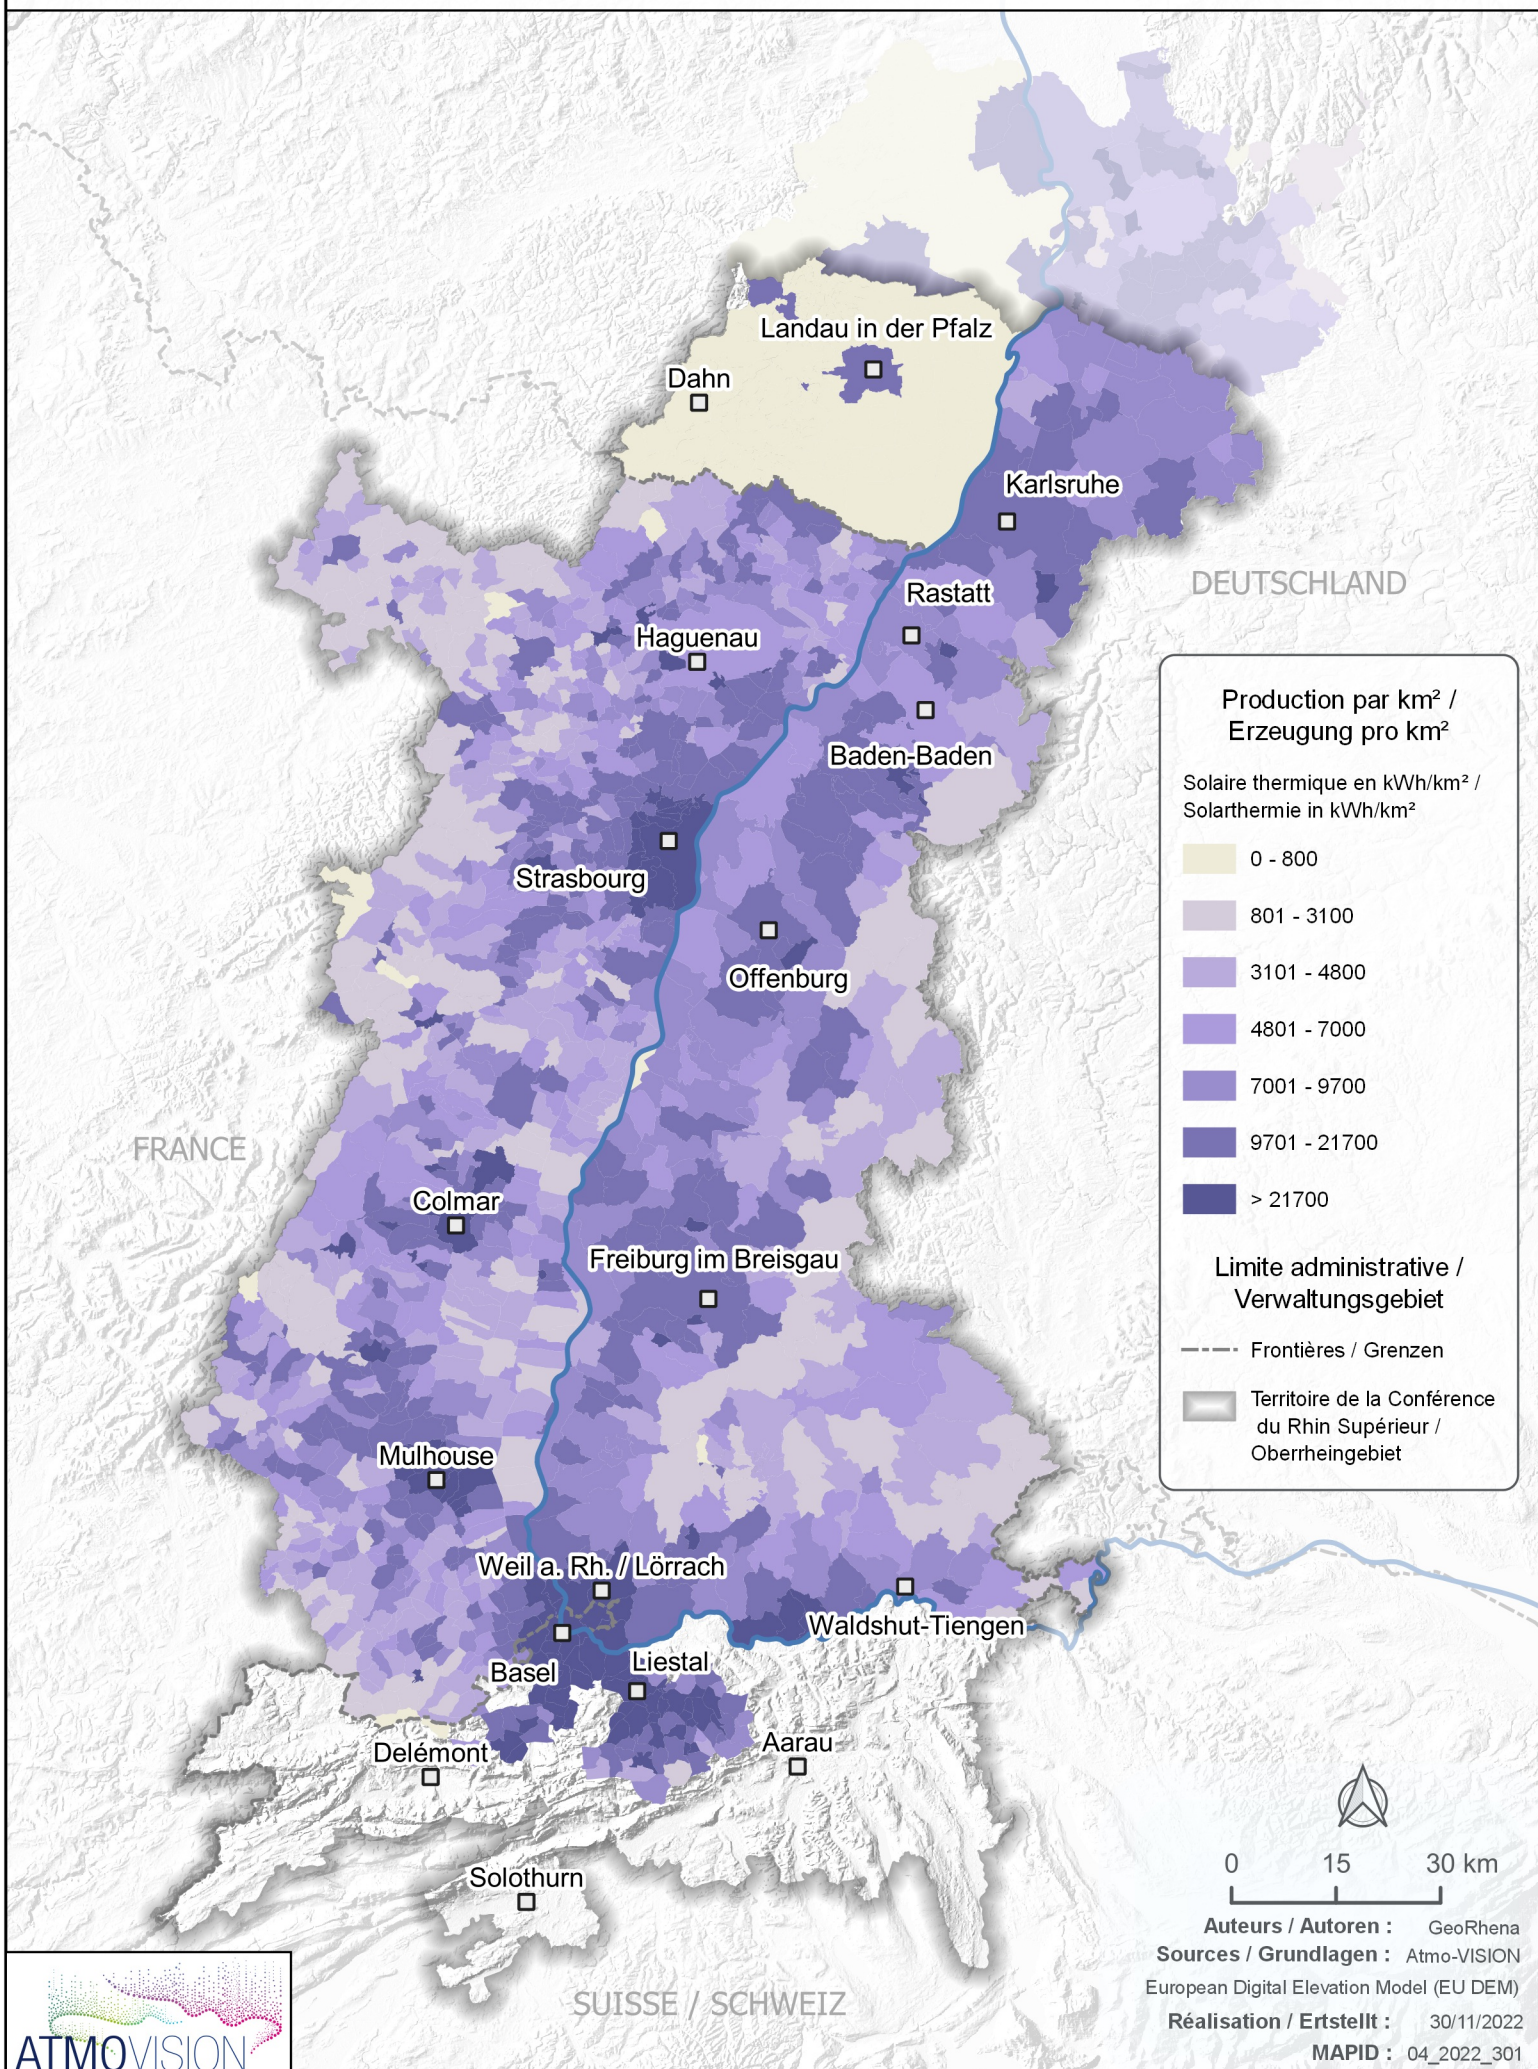 Landau in der Pfalz
Dahn
Karlsruhe
DEUTSCHLAND
Rastatt
Haguenau
Baden-Baden
Strasbourg
Offenburg
FRANCE
Colmar
Freiburg im Breisgau
Mulhouse
Weil a. Rh. / Lörrach
Waldshut-Tiengen
Basel
Liestal
Delémont
Aarau
Solothurn
SUISSE / SCHWEIZ
Production par km² /
Erzeugung pro km²
Solaire thermique en kWh/km² /
Solarthermie in kWh/km²
0 - 800
801 - 3100
3101 - 4800
4801 - 7000
7001 - 9700
9701 - 21700
> 21700
Limite administrative /
Verwaltungsgebiet
Frontières / Grenzen
Territoire de la Conférence
du Rhin Supérieur /
Oberrheingebiet
0 15 30 km
Auteurs / Autoren : GeoRhena
Sources / Grundlagen : Atmo-VISION
European Digital Elevation Model (EU DEM)
Réalisation / Ertstellt : 30/11/2022
MAPID : 04_2022_301
ATMOVISION